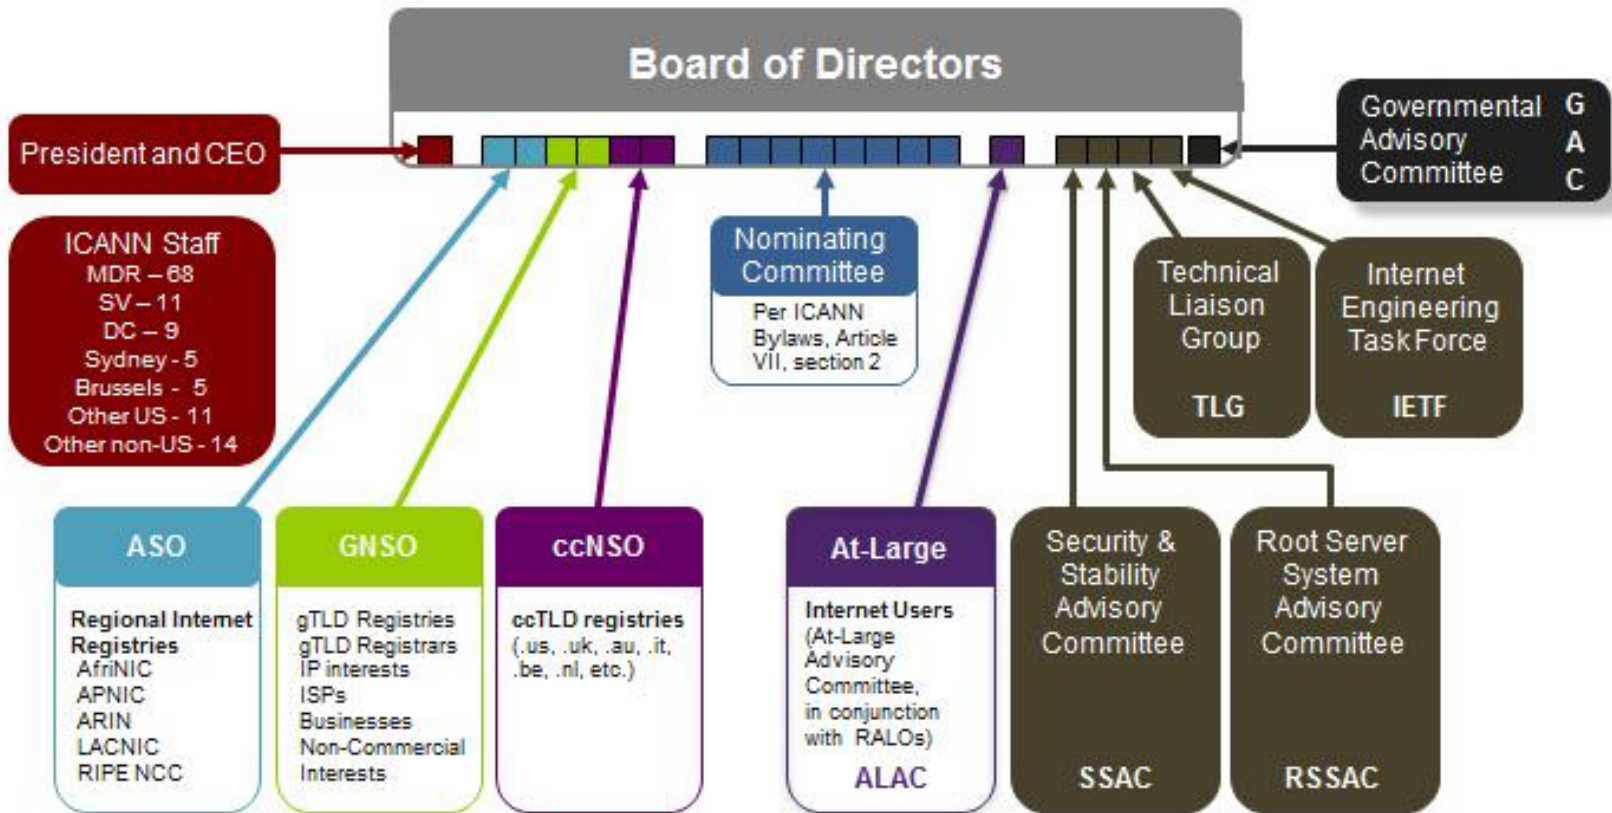 Board of Directors
President and CEO
Governmental G
Advisory A
Committee C
ICANN Staff
MDR – 68
SV – 11
DC – 9
Sydney - 5
Brussels - 5
Other US - 11
Other non-US - 14
Nominating
Committee
Per ICANN
Bylaws, Article
VII, section 2
Technical
Liaison
Group
TLG
Internet
Engineering
Task Force
IETF
ASO
Regional Internet
Registries
AfriNIC
APNIC
ARIN
LACNIC
RIPE NCC
GNSO
gTLD Registries
gTLD Registrars
IP interests
ISPs
Businesses
Non-Commercial
Interests
ccNSO
ccTLD registries
(.us, .uk, .au, .it,
.be, .nl, etc.)
At-Large
Internet Users
(At-Large
Advisory
Committee,
in conjunction
with RALOs)
ALAC
Security &
Stability
Advisory
Committee
SSAC
Root Server
System
Advisory
Committee
RSSAC